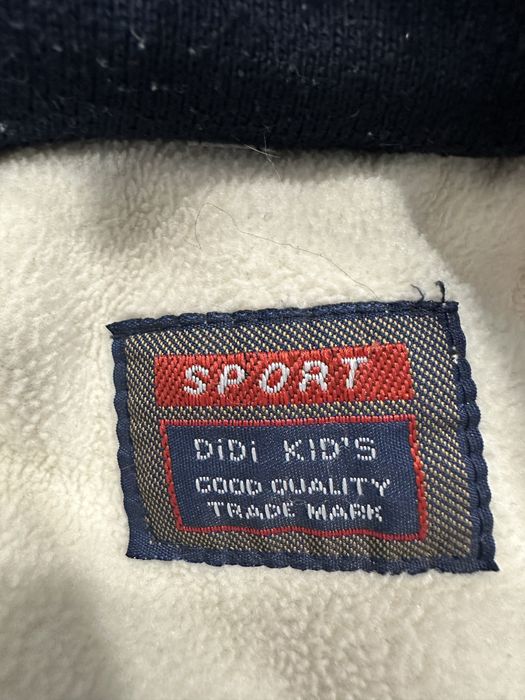 SPORT
DiDi KID'S
GOOD QUALITY
TRADE MARK